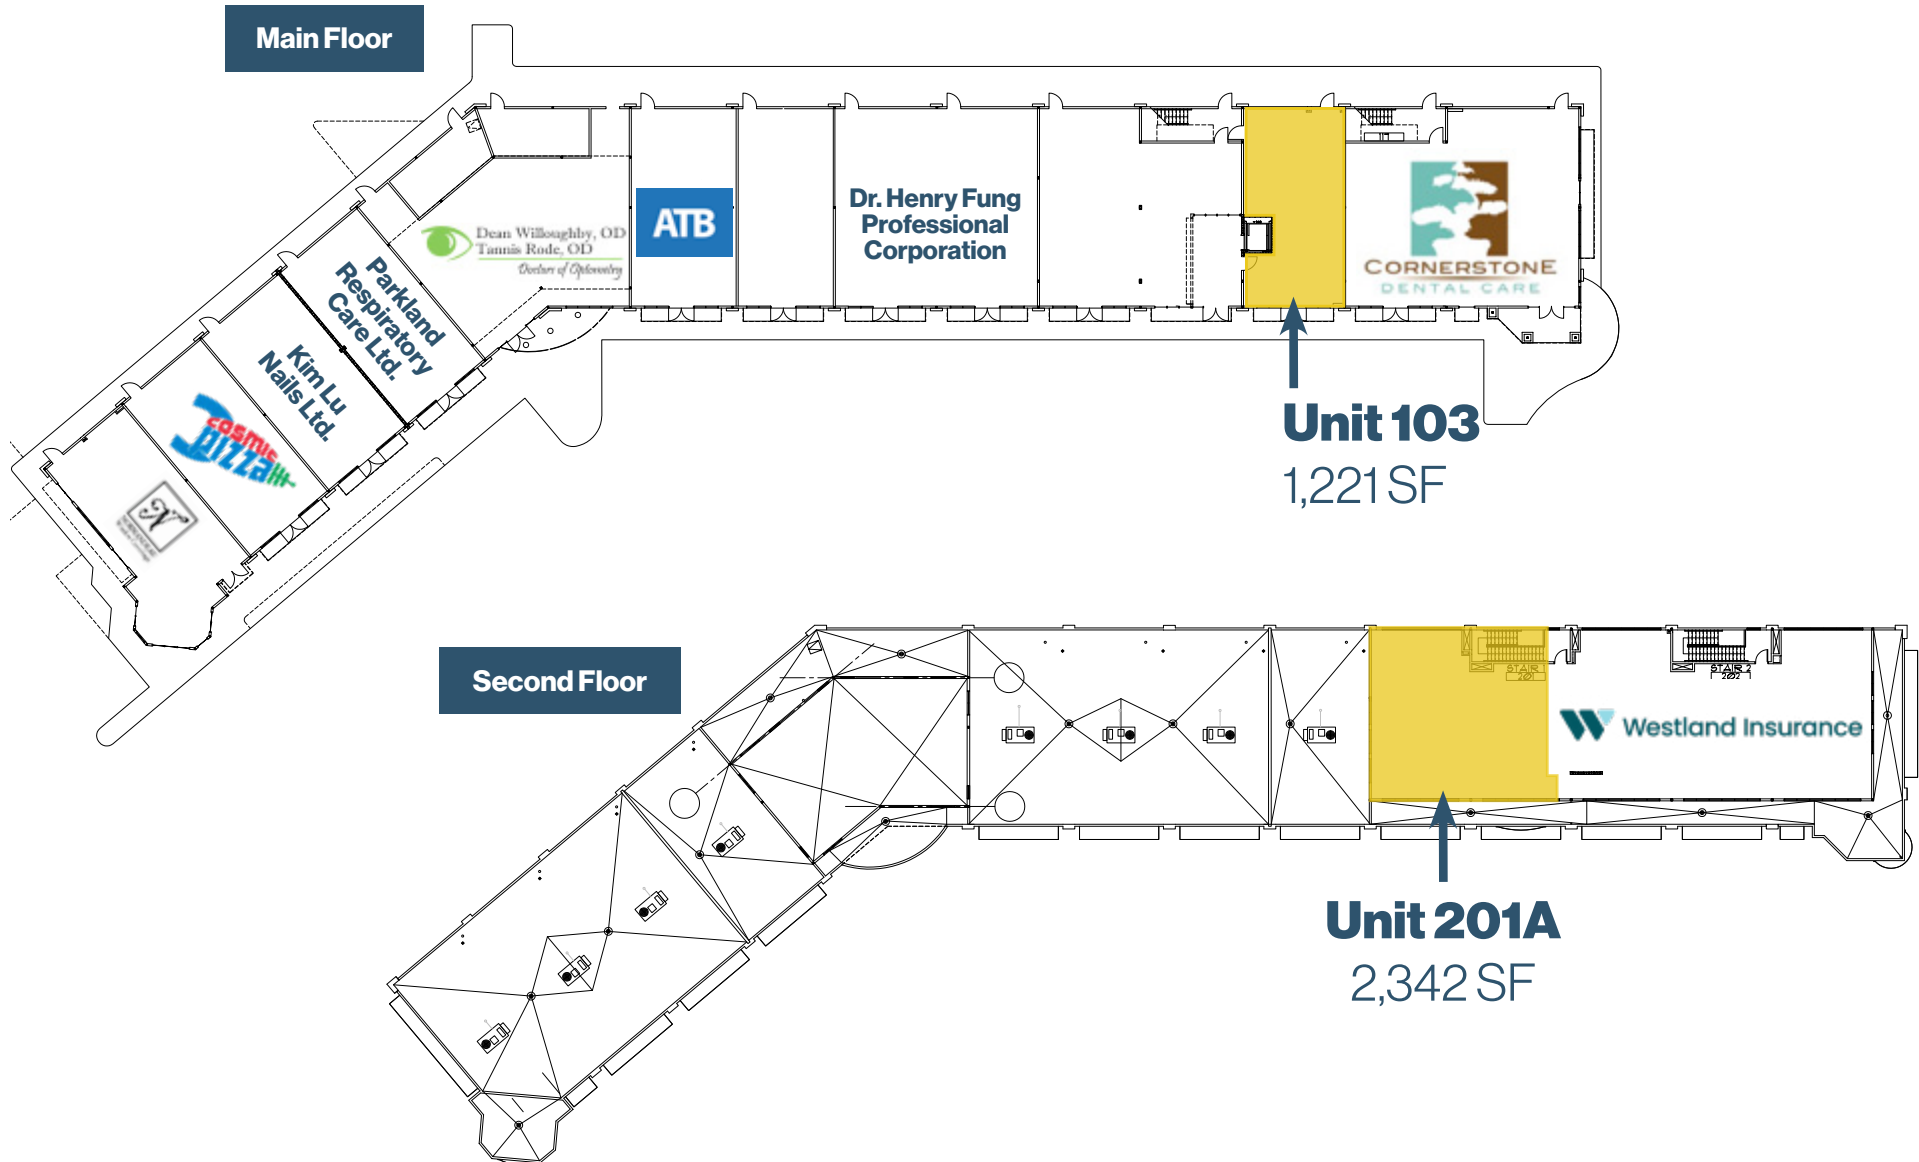 Main Floor
Dean Willoughby, OD
Tannis Rode, OD
Doctors of Optometry
ATB
Dr. Henry Fung
Professional
Corporation
CORNERSTONE
DENTAL CARE
Parkland
Respiratory
Care Ltd.
Kim Lu
Nails Ltd.
cosmic
pizza
N
Unit 103
1,221 SF
Second Floor
STAIR
201
STAIR 2
202
Westland Insurance
Unit 201A
2,342 SF